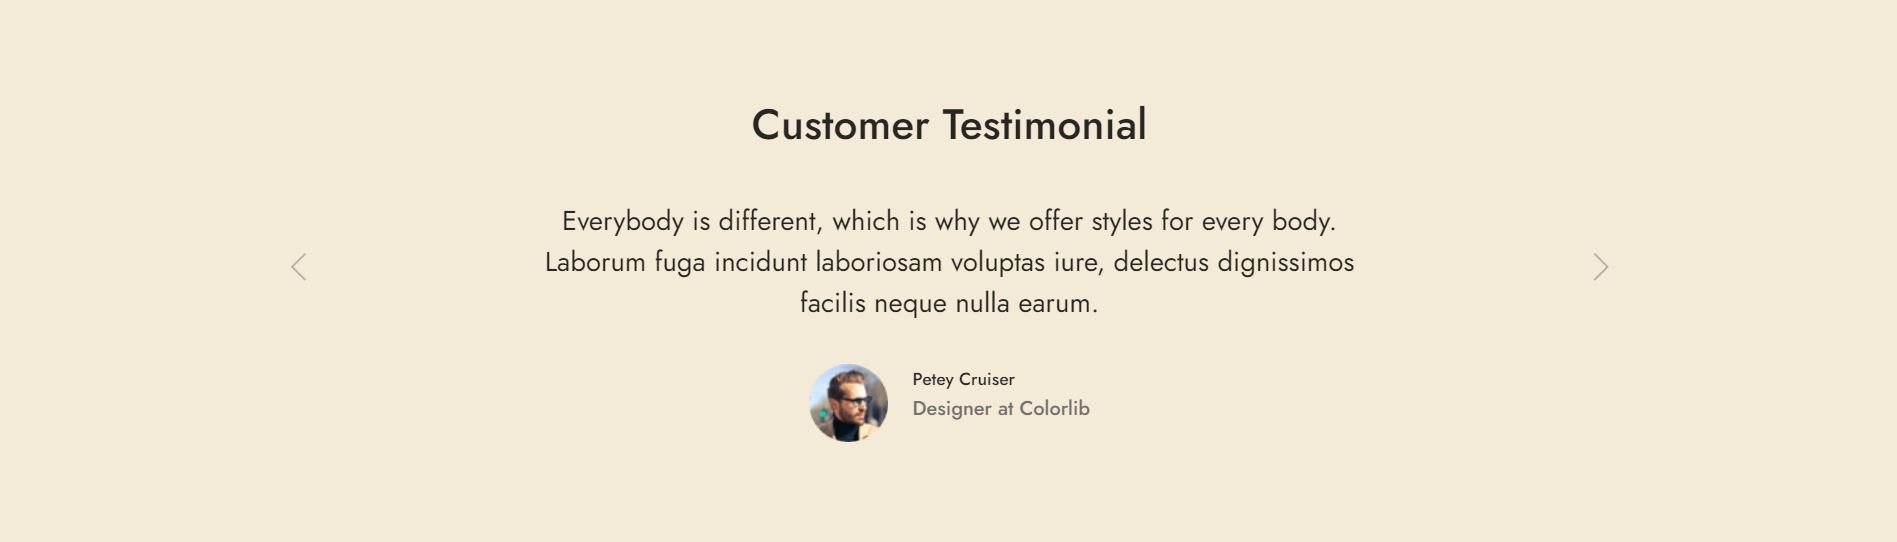 Customer Testimonial
Everybody is different, which is why we offer styles for every body.
Laborum fuga incidunt laboriosam voluptas iure, delectus dignissimos
facilis neque nulla earum.
Petey Cruiser
Designer at Colorlib